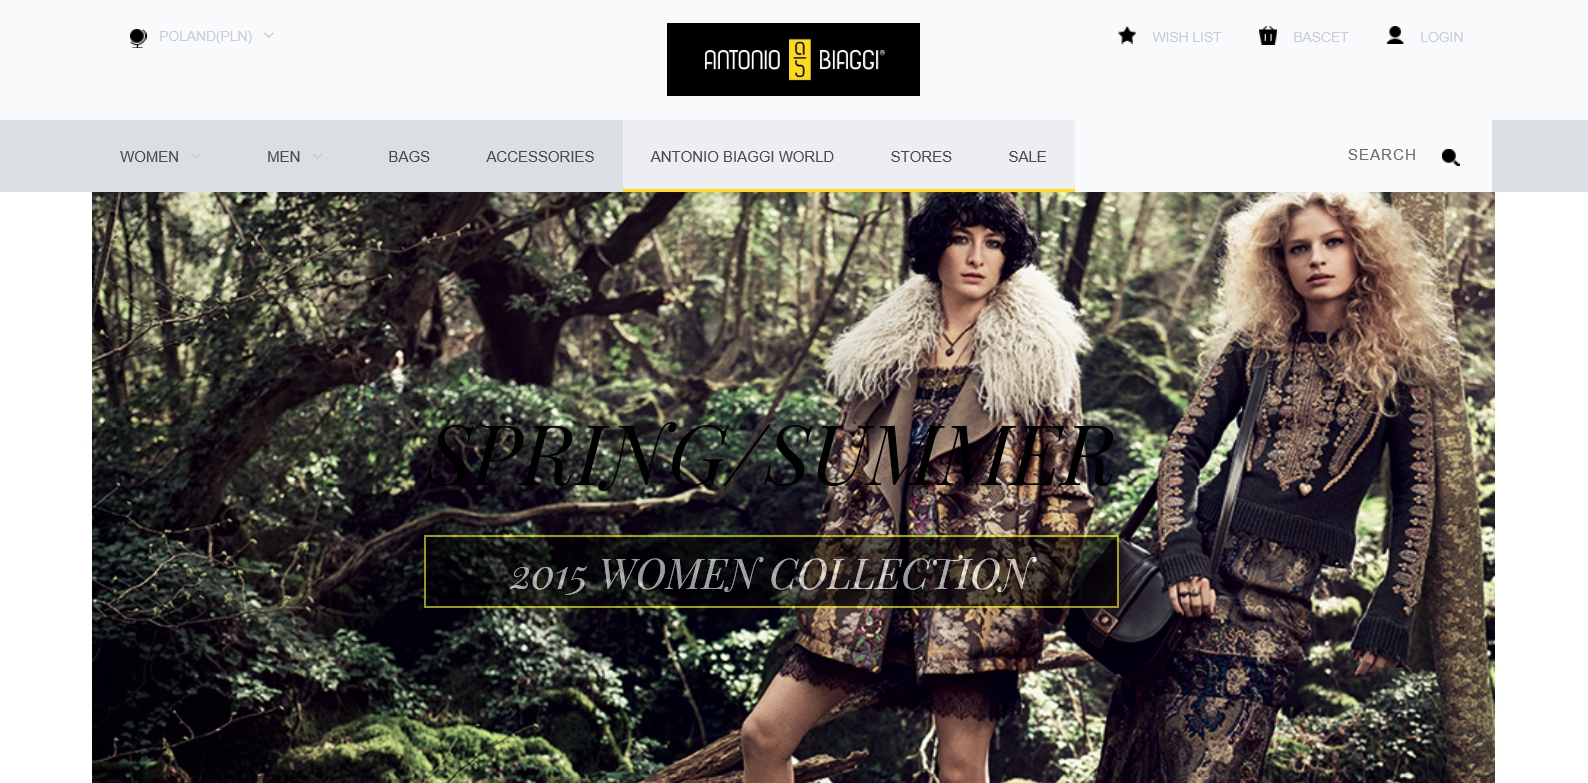 POLAND(PLN)
ANTONIO as BIAGGI®
WISH LIST
BASCET
LOGIN
WOMEN
MEN
BAGS
ACCESSORIES
ANTONIO BIAGGI WORLD
STORES
SALE
SEARCH
SPRING/SUMMER
2015 WOMEN COLLECTION